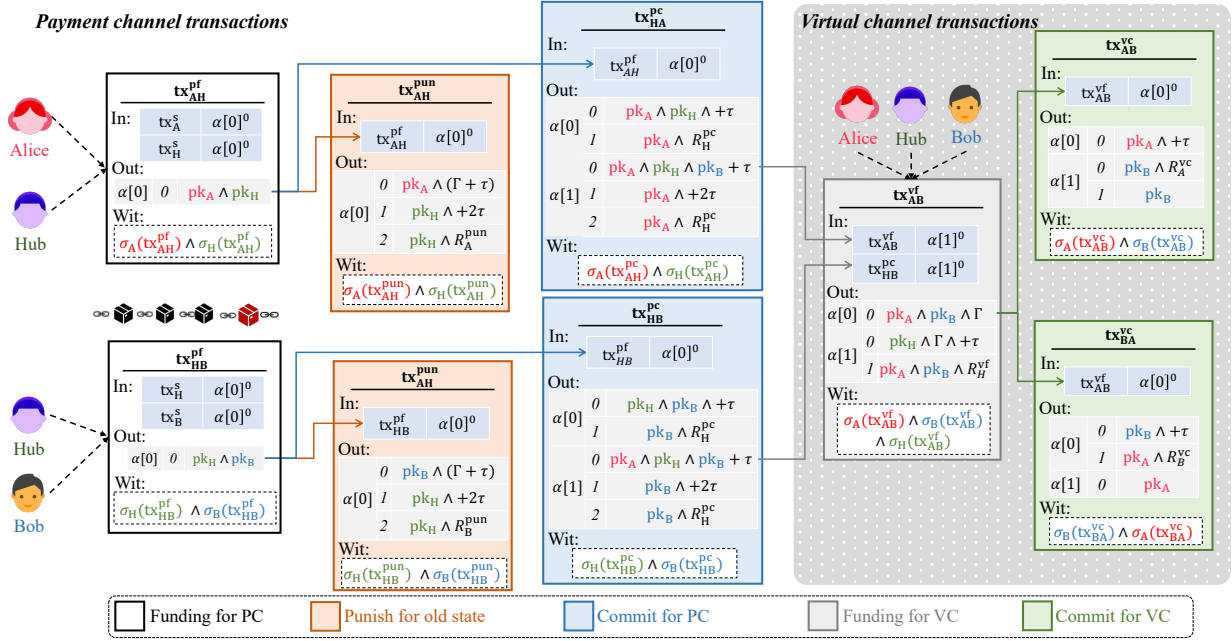 Payment channel transactions
Alice
Hub
tx_AH^pf
In:
tx_A^s α[0]^0
tx_H^s α[0]^0
Out:
α[0] 0 pk_A ∧ pk_H
Wit:
σ_A(tx_AH^pf) ∧ σ_H(tx_AH^pf)
tx_AH^pun
In:
tx_AH^pf α[0]^0
Out:
α[0]
0 pk_A ∧ (Γ + τ)
1 pk_H ∧ +2τ
2 pk_H ∧ R_A^pun
Wit:
σ_A(tx_AH^pun) ∧ σ_H(tx_AH^pun)
tx_HA^pc
In:
tx_AH^pf α[0]^0
Out:
α[0]
0 pk_A ∧ pk_H ∧ +τ
1 pk_A ∧ R_H^pc
α[1]
0 pk_A ∧ pk_H ∧ pk_B + τ
1 pk_A ∧ +2τ
2 pk_A ∧ R_H^pc
Wit:
σ_A(tx_AH^pc) ∧ σ_H(tx_AH^pc)
Hub
Bob
tx_HB^pf
In:
tx_H^s α[0]^0
tx_B^s α[0]^0
Out:
α[0] 0 pk_H ∧ pk_B
Wit:
σ_H(tx_HB^pf) ∧ σ_B(tx_HB^pf)
tx_AH^pun
In:
tx_HB^pf α[0]^0
Out:
α[0]
0 pk_B ∧ (Γ + τ)
1 pk_H ∧ +2τ
2 pk_H ∧ R_B^pun
Wit:
σ_H(tx_HB^pun) ∧ σ_B(tx_HB^pun)
tx_HB^pc
In:
tx_HB^pf α[0]^0
Out:
α[0]
0 pk_H ∧ pk_B ∧ +τ
1 pk_B ∧ R_H^pc
α[1]
0 pk_A ∧ pk_H ∧ pk_B + τ
1 pk_B ∧ +2τ
2 pk_B ∧ R_H^pc
Wit:
σ_H(tx_HB^pc) ∧ σ_B(tx_HB^pc)
Virtual channel transactions
Alice
Hub
Bob
tx_AB^vf
In:
tx_AB^vf α[1]^0
tx_HB^pc α[1]^0
Out:
α[0] 0 pk_A ∧ pk_B ∧ Γ
α[1]
0 pk_H ∧ Γ ∧ +τ
1 pk_A ∧ pk_B ∧ R_H^vf
Wit:
σ_A(tx_AB^vf) ∧ σ_B(tx_AB^vf)
∧ σ_H(tx_AB^vf)
tx_AB^vc
In:
tx_AB^vf α[0]^0
Out:
α[0] 0 pk_A ∧ +τ
α[1]
0 pk_B ∧ R_A^vc
1 pk_B
Wit:
σ_A(tx_AB^vc) ∧ σ_B(tx_AB^vc)
tx_BA^vc
In:
tx_AB^vf α[0]^0
Out:
α[0]
0 pk_B ∧ +τ
1 pk_A ∧ R_B^vc
α[1] 0 pk_A
Wit:
σ_B(tx_BA^vc) ∧ σ_A(tx_BA^vc)
Funding for PC
Punish for old state
Commit for PC
Funding for VC
Commit for VC